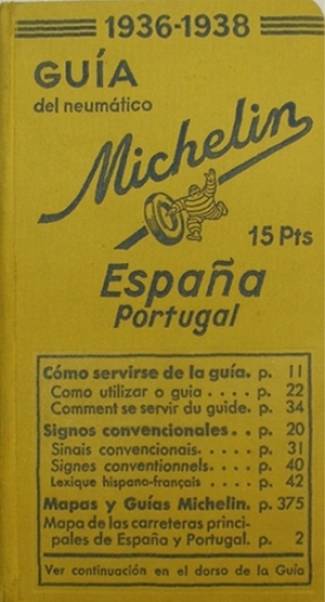 1936-1938
GUÍA
del neumático
Michelin
15 Pts
España
Portugal
Cómo servirse de la guía. p. 11
Como utilizar o guia . . . . p. 22
Comment se servir du guide. p. 34
Signos convencionales. . p. 20
Sinais convencionais. . . . . p. 31
Signes conventionnels. . . . p. 40
Lexique hispano-français . . . p. 42
Mapas y Guías Michelin. p. 375
Mapa de las carreteras princi-
pales de España y Portugal. p. 2
Ver continuación en el dorso de la Guía